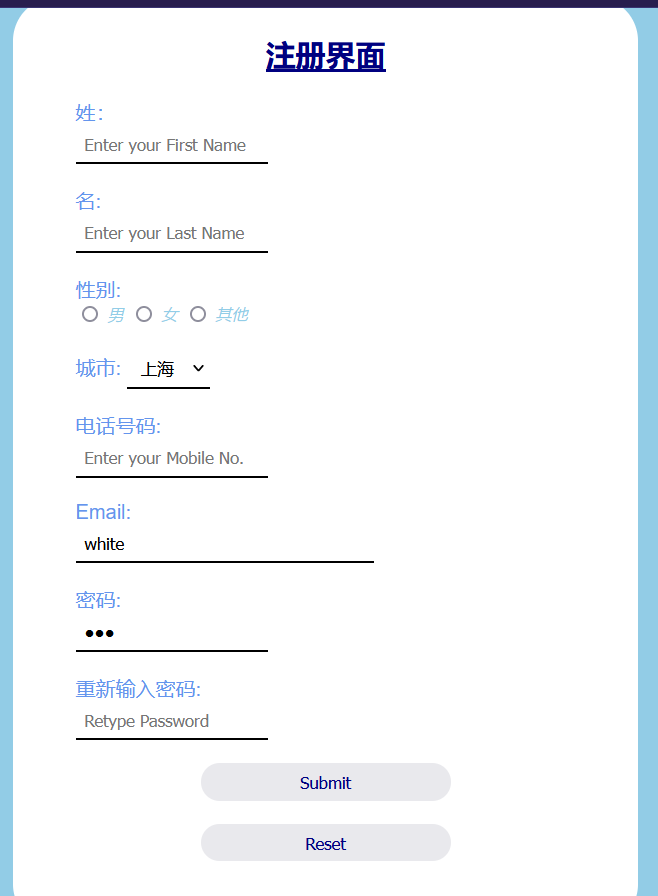 注册界面
姓:
Enter your First Name
名:
Enter your Last Name
性别:
男 女 其他
城市: 上海
电话号码:
Enter your Mobile No.
Email:
white
密码:
•••
重新输入密码:
Retype Password
Submit
Reset